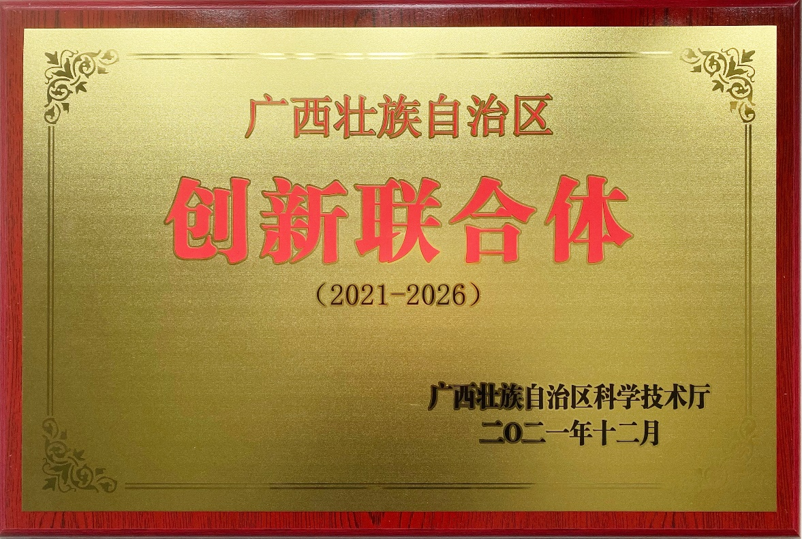 广西壮族自治区
创新联合体
（2021-2026）
广西壮族自治区科学技术厅
二〇二一年十二月